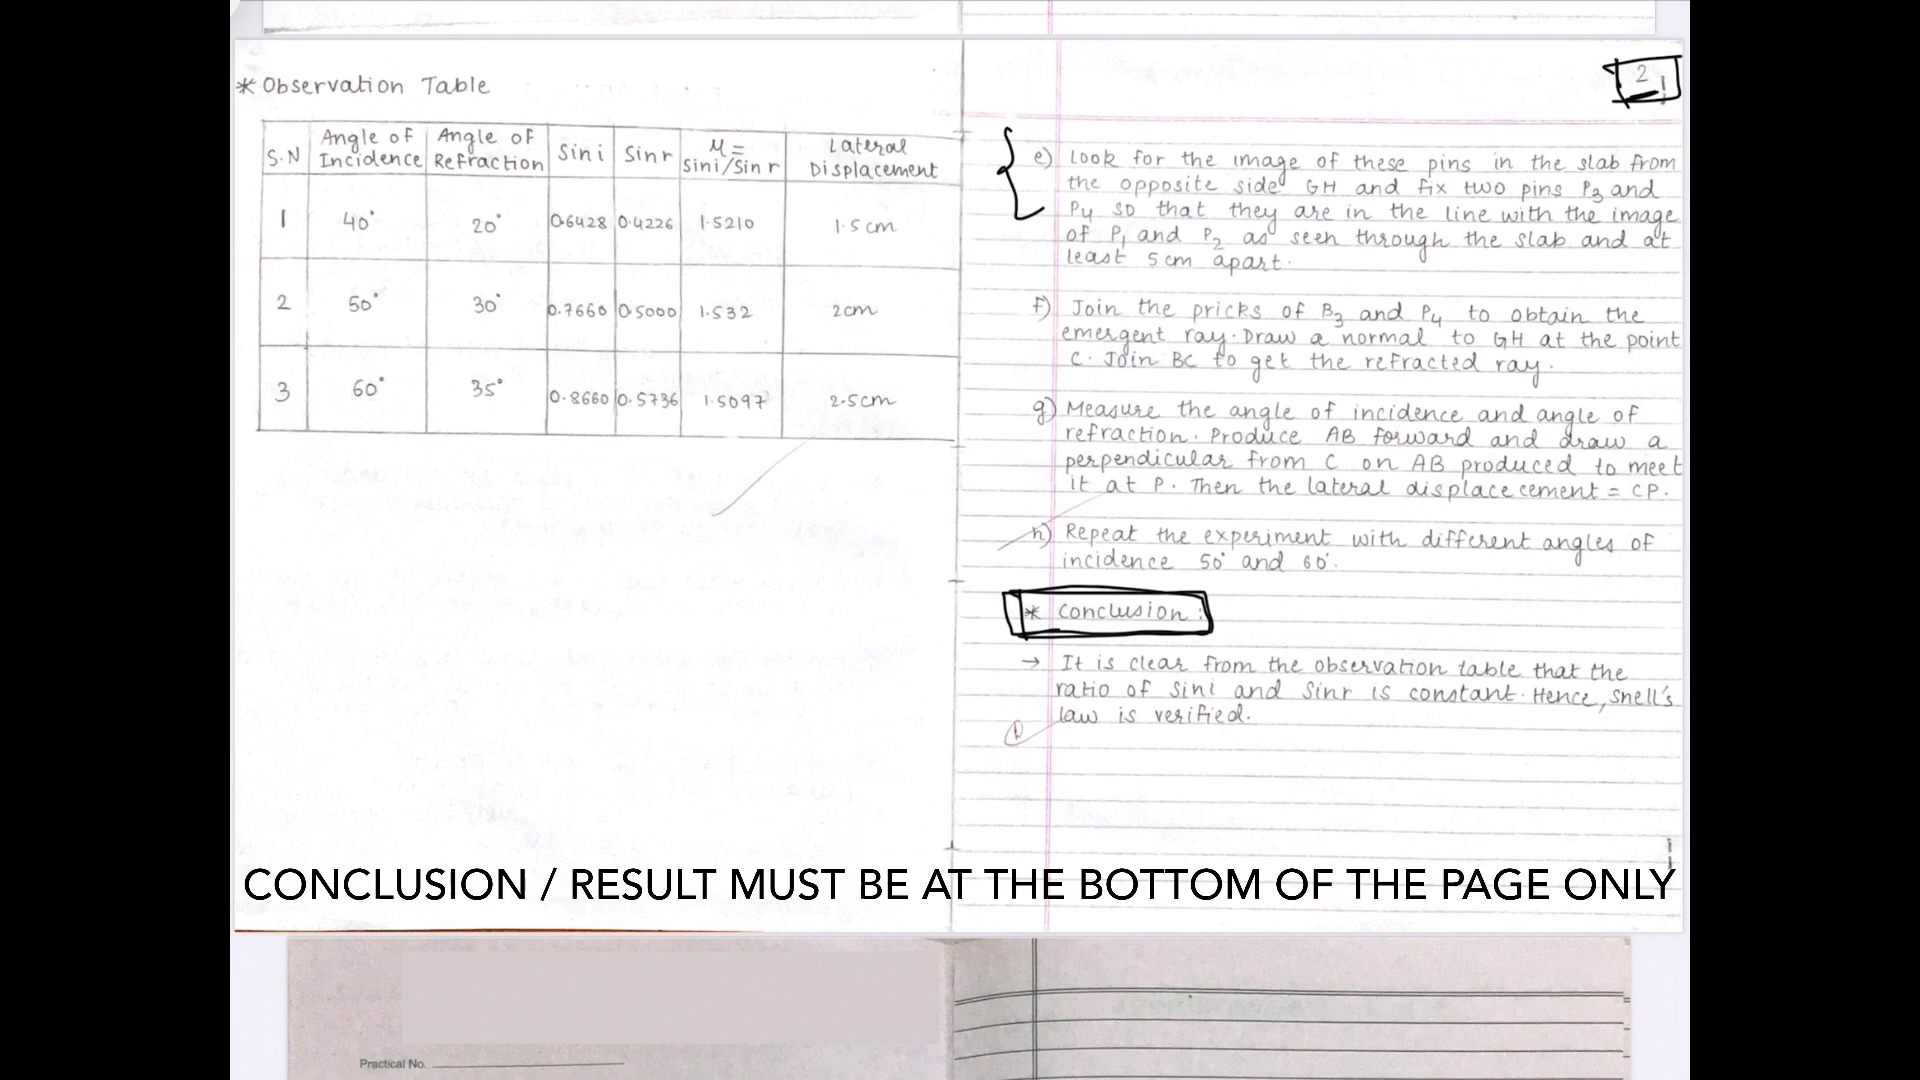 * Observation Table
S.N Angle of Incidence Angle of Refraction Sin i Sin r μ = sini/Sin r Lateral Displacement
1 40° 20° 0.6428 0.4226 1.5210 1.5 cm
2 50° 30° 0.7660 0.5000 1.532 2cm
3 60° 35° 0.8660 0.5736 1.5097 2.5cm
2
e) Look for the image of these pins in the slab from
the opposite side GH and fix two pins P3 and
P4 so that they are in the line with the image
of P1 and P2 as seen through the slab and at
least 5 cm apart.
f) Join the pricks of B3 and P4 to obtain the
emergent ray. Draw a normal to GH at the point
C. Join BC to get the refracted ray.
g) Measure the angle of incidence and angle of
refraction. Produce AB forward and draw a
perpendicular from C on AB produced to meet
it at P. Then the lateral displace cement = CP.
h) Repeat the experiment with different angles of
incidence 50° and 60°.
* Conclusion:
→ It is clear from the observation table that the
ratio of sini and Sinr is constant. Hence, snell's
law is verified.
CONCLUSION / RESULT MUST BE AT THE BOTTOM OF THE PAGE ONLY
Practical No.